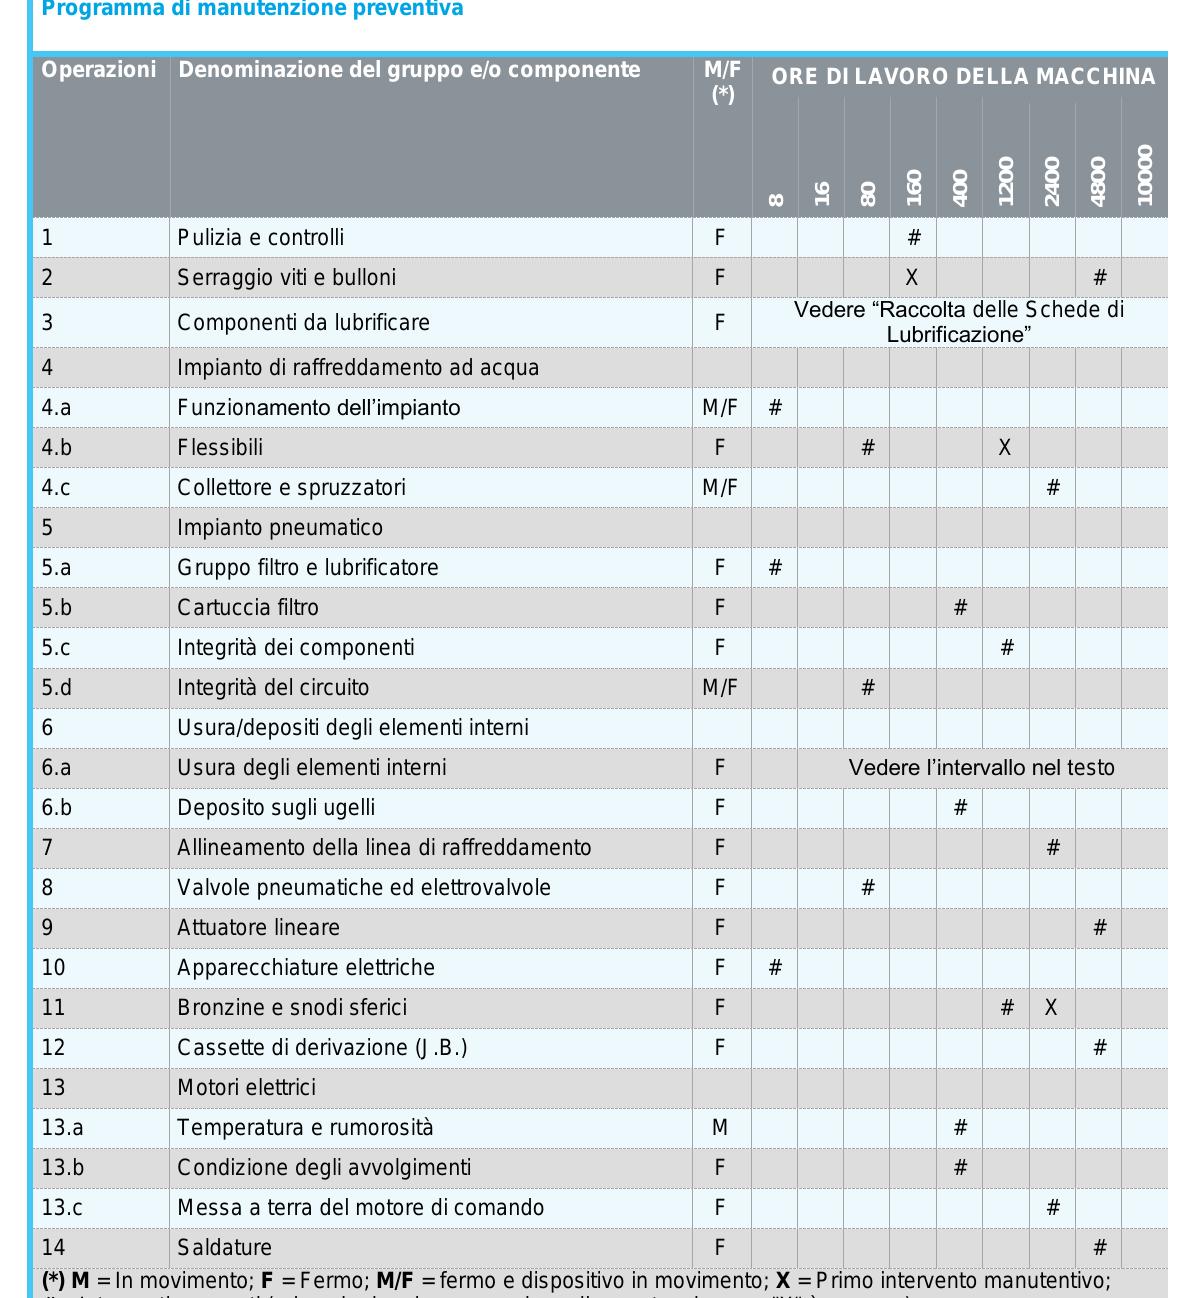 Programma di manutenzione preventiva
Operazioni Denominazione del gruppo e/o componente M/F (*) ORE DI LAVORO DELLA MACCHINA
8 16 80 160 400 1200 2400 4800 10000
1 Pulizia e controlli F #
2 Serraggio viti e bulloni F X #
3 Componenti da lubrificare F Vedere “Raccolta delle Schede di
Lubrificazione”
4 Impianto di raffreddamento ad acqua
4.a Funzionamento dell’impianto M/F #
4.b Flessibili F # X
4.c Collettore e spruzzatori M/F #
5 Impianto pneumatico
5.a Gruppo filtro e lubrificatore F #
5.b Cartuccia filtro F #
5.c Integrità dei componenti F #
5.d Integrità del circuito M/F #
6 Usura/depositi degli elementi interni
6.a Usura degli elementi interni F Vedere l’intervallo nel testo
6.b Deposito sugli ugelli F #
7 Allineamento della linea di raffreddamento F #
8 Valvole pneumatiche ed elettrovalvole F #
9 Attuatore lineare F #
10 Apparecchiature elettriche F #
11 Bronzine e snodi sferici F # X
12 Cassette di derivazione (J.B.) F #
13 Motori elettrici
13.a Temperatura e rumorosità M #
13.b Condizione degli avvolgimenti F #
13.c Messa a terra del motore di comando F #
14 Saldature F #
(*) M = In movimento; F = Fermo; M/F = fermo e dispositivo in movimento; X = Primo intervento manutentivo;